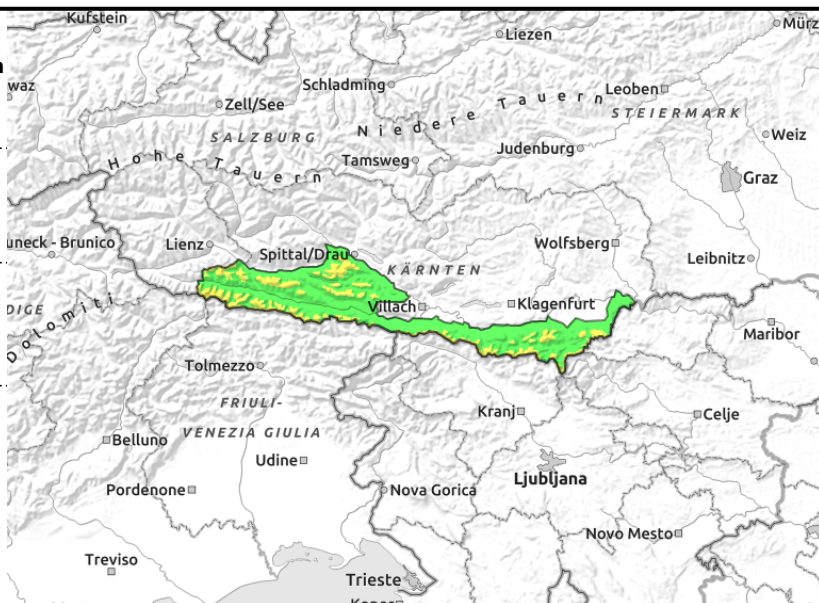 Kufstein
Liezen
Mürz
waz
Schladming
Leoben
Zell/See
Niedere Tauern
STEIERMARK
SALZBURG
Weiz
Judenburg
Tamsweg
Hohe Tauern
Graz
uneck - Brunico
Lienz
Wolfsberg
Spittal/Drau
KÄRNTEN
Leibnitz
DIGE
Dolomiti
Villach
Klagenfurt
Maribor
Tolmezzo
FRIULI-
VENEZIA GIULIA
Kranj
Celje
Belluno
Udine
Ljubljana
Pordenone
Nova Gorica
Novo Mesto
Treviso
Trieste